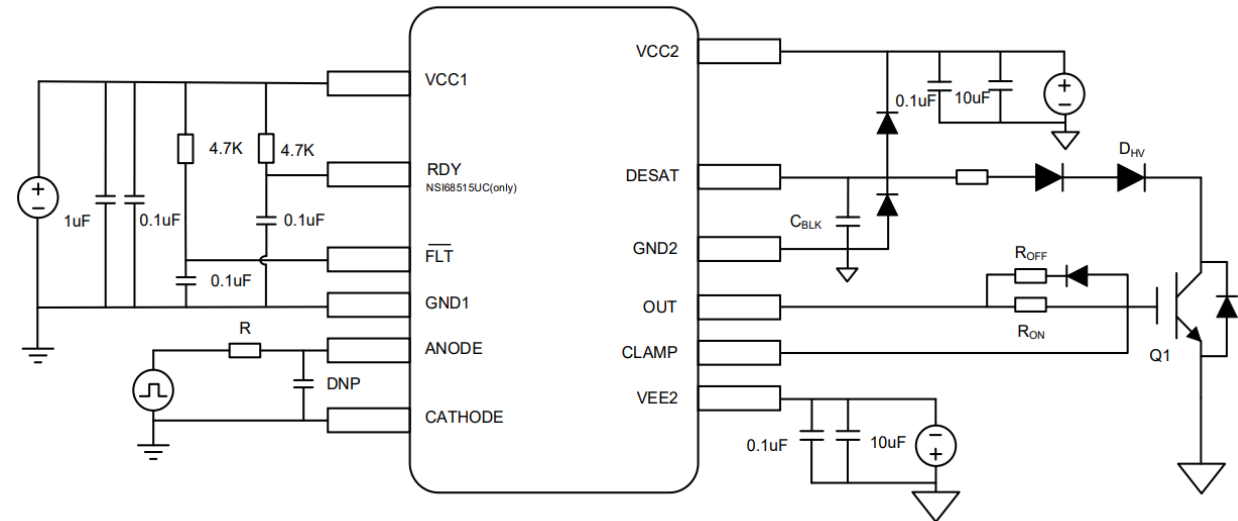 VCC1
4.7K
4.7K
RDY
NSI68515UC(only)
1uF
0.1uF
0.1uF
FLT
0.1uF
GND1
R
ANODE
DNP
CATHODE
VCC2
0.1uF
10uF
+
−
DESAT
DHV
CBLK
GND2
ROFF
OUT
RON
CLAMP
Q1
VEE2
0.1uF
10uF
−
+
+
−